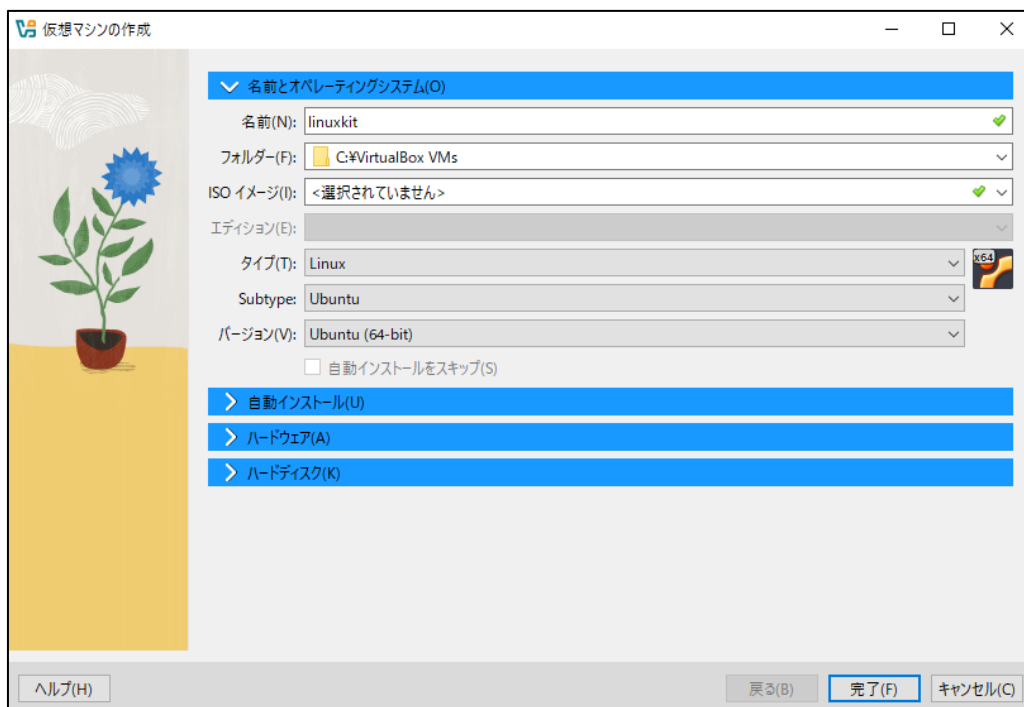 仮想マシンの作成
名前とオペレーティングシステム(O)
名前(N): linuxkit
フォルダー(F): C:¥VirtualBox VMs
ISO イメージ(I): <選択されていません>
エディション(E):
タイプ(T): Linux
x64
Subtype: Ubuntu
バージョン(V): Ubuntu (64-bit)
自動インストールをスキップ(S)
自動インストール(U)
ハードウェア(A)
ハードディスク(K)
ヘルプ(H) 戻る(B) 完了(F) キャンセル(C)